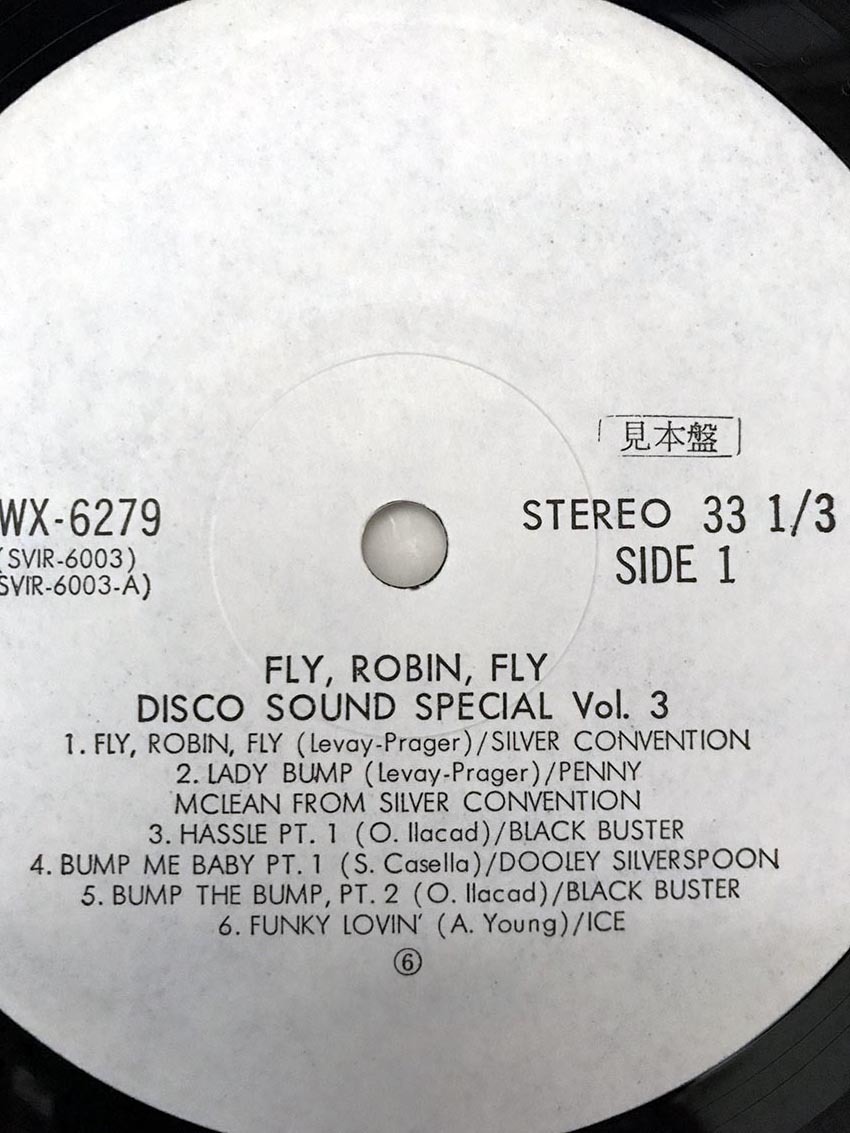 見本盤
WX-6279
STEREO 33 1/3
(SVIR-6003)
SIDE 1
SVIR-6003-A)
FLY, ROBIN, FLY
DISCO SOUND SPECIAL Vol. 3
1. FLY, ROBIN, FLY (Levay-Prager)/SILVER CONVENTION
2. LADY BUMP (Levay-Prager)/PENNY
MCLEAN FROM SILVER CONVENTION
3. HASSLE PT. 1 (O. Ilacad)/BLACK BUSTER
4. BUMP ME BABY PT. 1 (S. Casella)/DOOLEY SILVERSPOON
5. BUMP THE BUMP, PT. 2 (O. Ilacad)/BLACK BUSTER
6. FUNKY LOVIN' (A. Young)/ICE
⑥